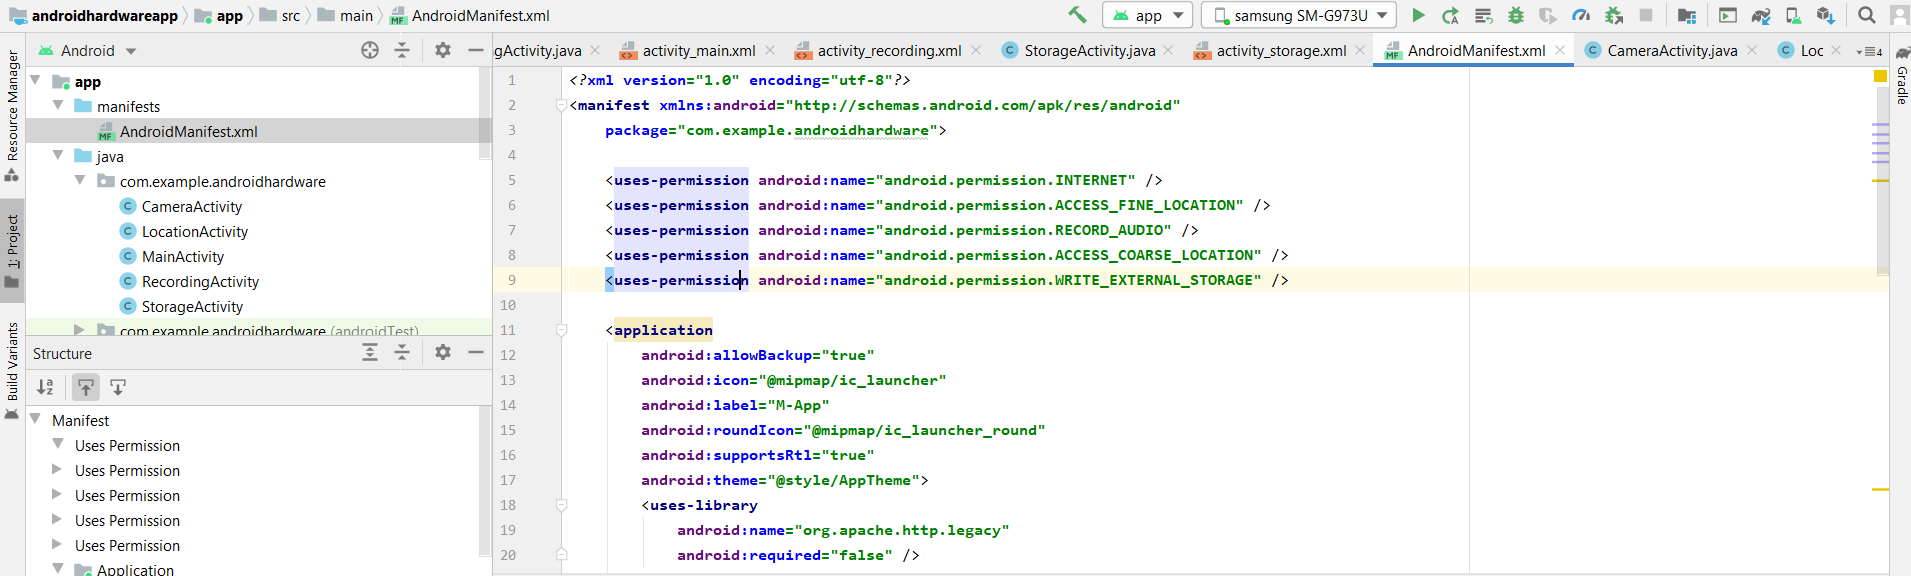 androidhardwareapp app src main AndroidManifest.xml app samsung SM-G973U
Resource Manager
1: Project
Build Variants
Android
app
manifests
AndroidManifest.xml
java
com.example.androidhardware
CameraActivity
LocationActivity
MainActivity
RecordingActivity
StorageActivity
com.example.androidhardware (androidTest)
Structure
Manifest
Uses Permission
Uses Permission
Uses Permission
Uses Permission
Uses Permission
Application
ngActivity.java activity_main.xml activity_recording.xml StorageActivity.java activity_storage.xml AndroidManifest.xml CameraActivity.java Loc 4
1 <?xml version="1.0" encoding="utf-8"?>
2 <manifest xmlns:android="http://schemas.android.com/apk/res/android"
3 package="com.example.androidhardware">
4
5 <uses-permission android:name="android.permission.INTERNET" />
6 <uses-permission android:name="android.permission.ACCESS_FINE_LOCATION" />
7 <uses-permission android:name="android.permission.RECORD_AUDIO" />
8 <uses-permission android:name="android.permission.ACCESS_COARSE_LOCATION" />
9 <uses-permission android:name="android.permission.WRITE_EXTERNAL_STORAGE" />
10
11 <application
12 android:allowBackup="true"
13 android:icon="@mipmap/ic_launcher"
14 android:label="M-App"
15 android:roundIcon="@mipmap/ic_launcher_round"
16 android:supportsRtl="true"
17 android:theme="@style/AppTheme">
18 <uses-library
19 android:name="org.apache.http.legacy"
20 android:required="false" />
Gradle